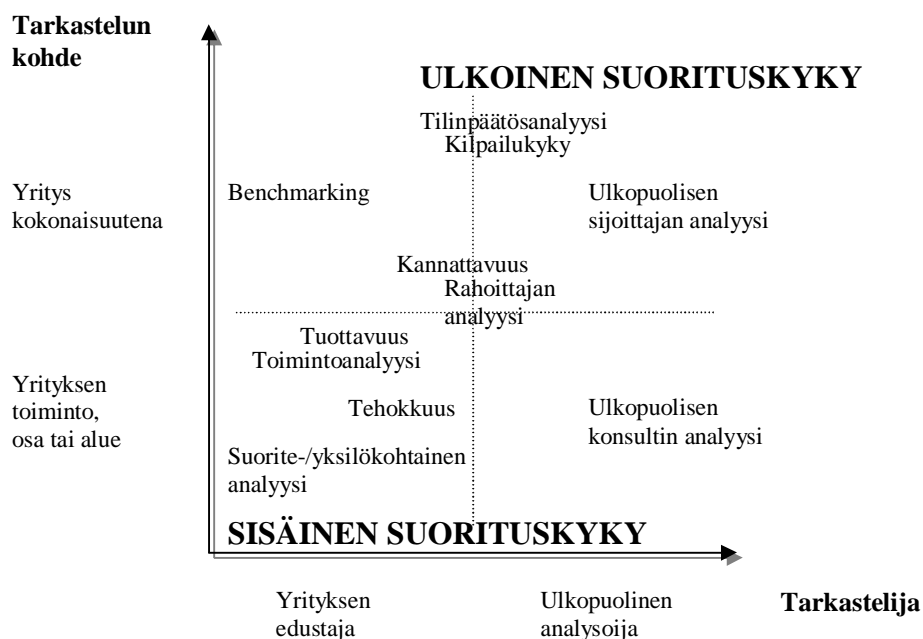 Tarkastelun
kohde
ULKOINEN SUORITUSKYKY
Tilinpäätösanalyysi
Kilpailukyky
Yritys
kokonaisuutena
Benchmarking
Ulkopuolisen
sijoittajan analyysi
Kannattavuus
Rahoittajan
analyysi
Tuottavuus
Toimintoanalyysi
Yrityksen
toiminto,
osa tai alue
Tehokkuus
Ulkopuolisen
konsultin analyysi
Suorite-/yksilökohtainen
analyysi
SISÄINEN SUORITUSKYKY
Yrityksen
edustaja
Ulkopuolinen
analysoija
Tarkastelija